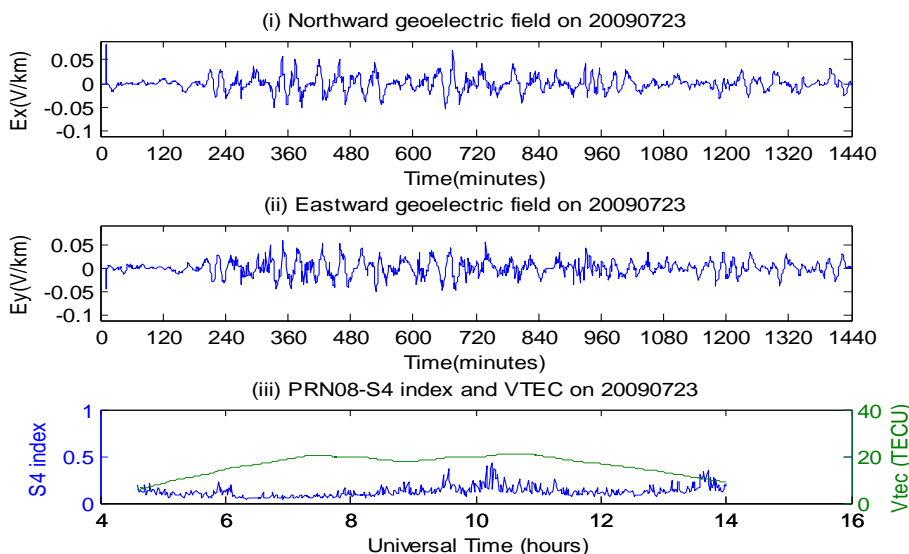 (i) Northward geoelectric field on 20090723
Ex(V/km)
0.05
0
-0.05
-0.1
0 120 240 360 480 600 720 840 960 1080 1200 1320 1440
Time(minutes)
(ii) Eastward geoelectric field on 20090723
Ey(V/km)
0.05
0
-0.05
-0.1
0 120 240 360 480 600 720 840 960 1080 1200 1320 1440
Time(minutes)
(iii) PRN08-S4 index and VTEC on 20090723
S4 index
1
0.5
0
40
20
0
Vtec (TECU)
4 6 8 10 12 14 16
Universal Time (hours)